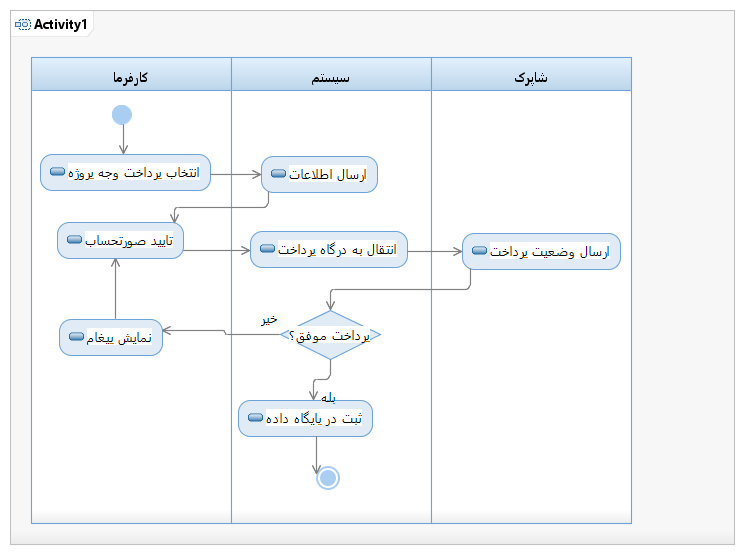 Activity1
کارفرما
سیستم
شاپرک
انتخاب پرداخت وجه پروژه
ارسال اطلاعات
تایید صورتحساب
انتقال به درگاه پرداخت
ارسال وضعیت پرداخت
خیر
پرداخت موفق؟
نمایش پیغام
بله
ثبت در پایگاه داده